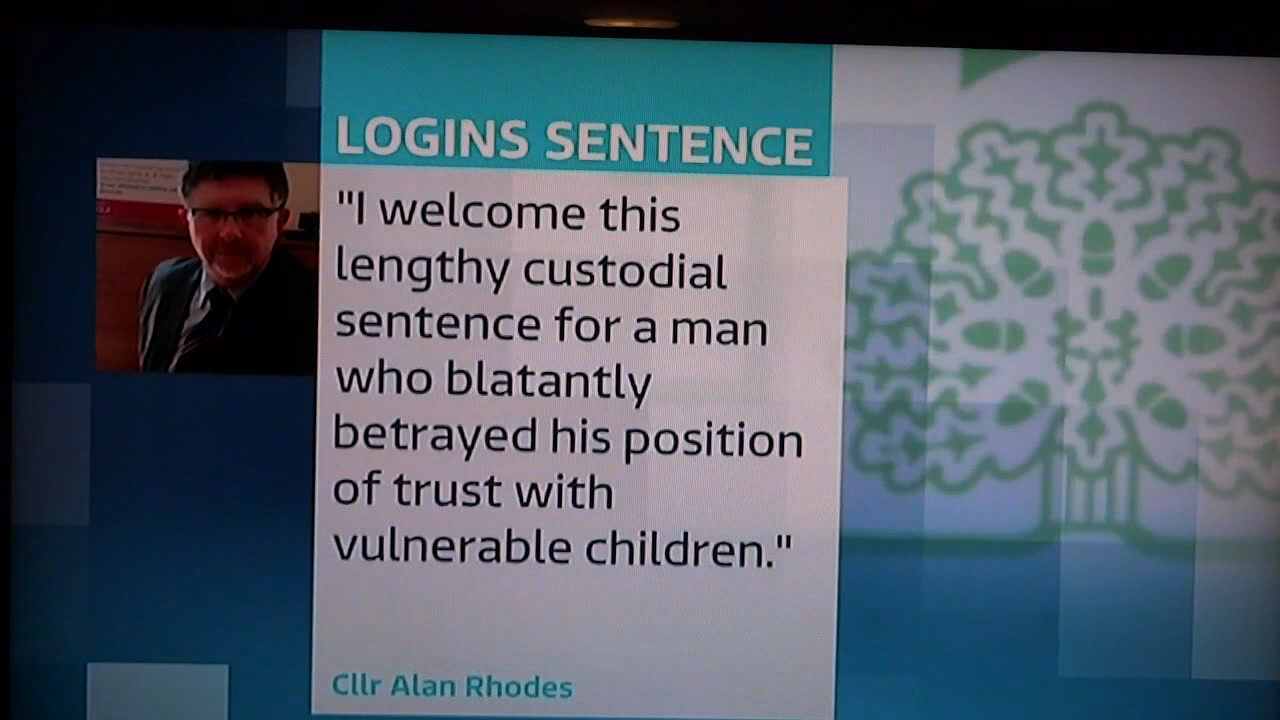 LOGINS SENTENCE
"I welcome this
lengthy custodial
sentence for a man
who blatantly
betrayed his position
of trust with
vulnerable children."
Cllr Alan Rhodes